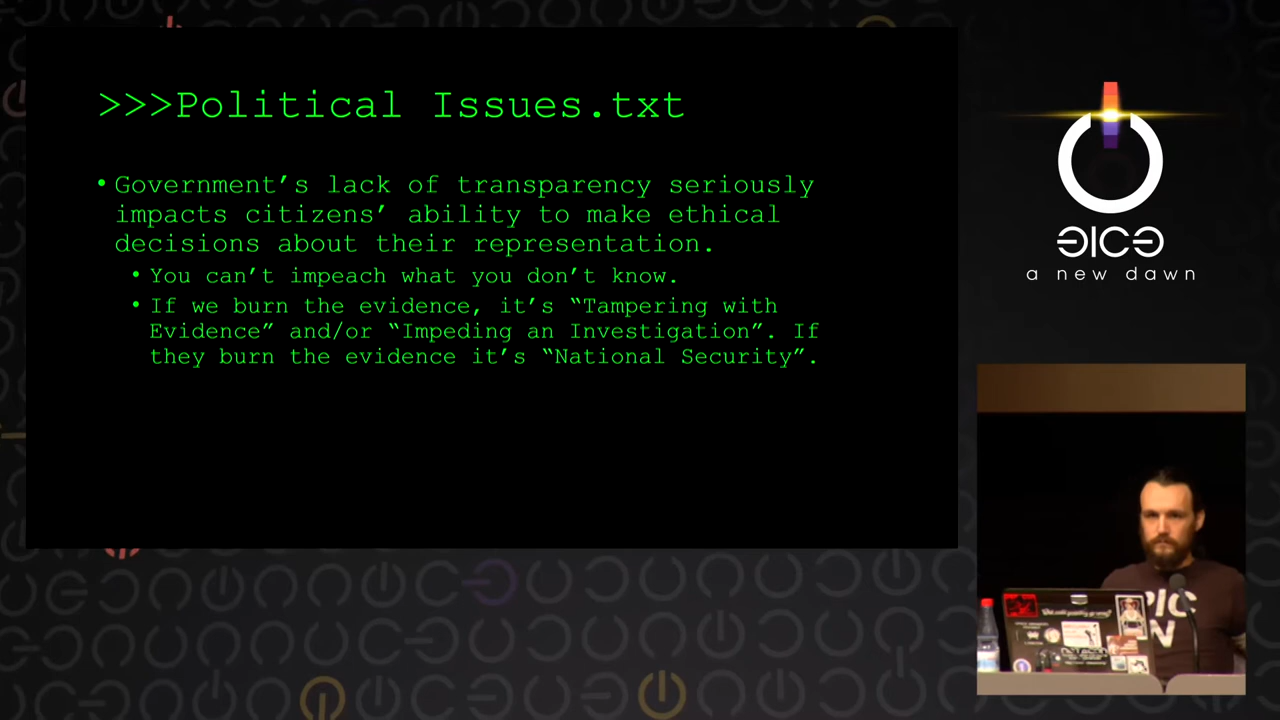 >>>Political Issues.txt
• Government’s lack of transparency seriously
impacts citizens’ ability to make ethical
decisions about their representation.
• You can’t impeach what you don’t know.
• If we burn the evidence, it’s “Tampering with
Evidence” and/or “Impeding an Investigation”. If
they burn the evidence it’s “National Security”.
a new dawn